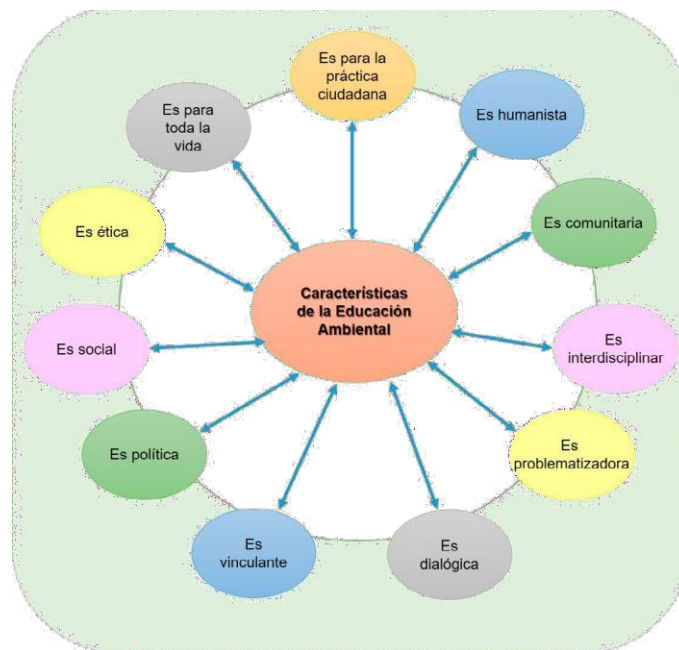 Es para la
práctica
ciudadana
Es humanista
Es comunitaria
Es
interdisciplinar
Es
problematizadora
Es
dialógica
Es
vinculante
Es política
Es social
Es ética
Es para
toda la
vida
Características
de la Educación
Ambiental